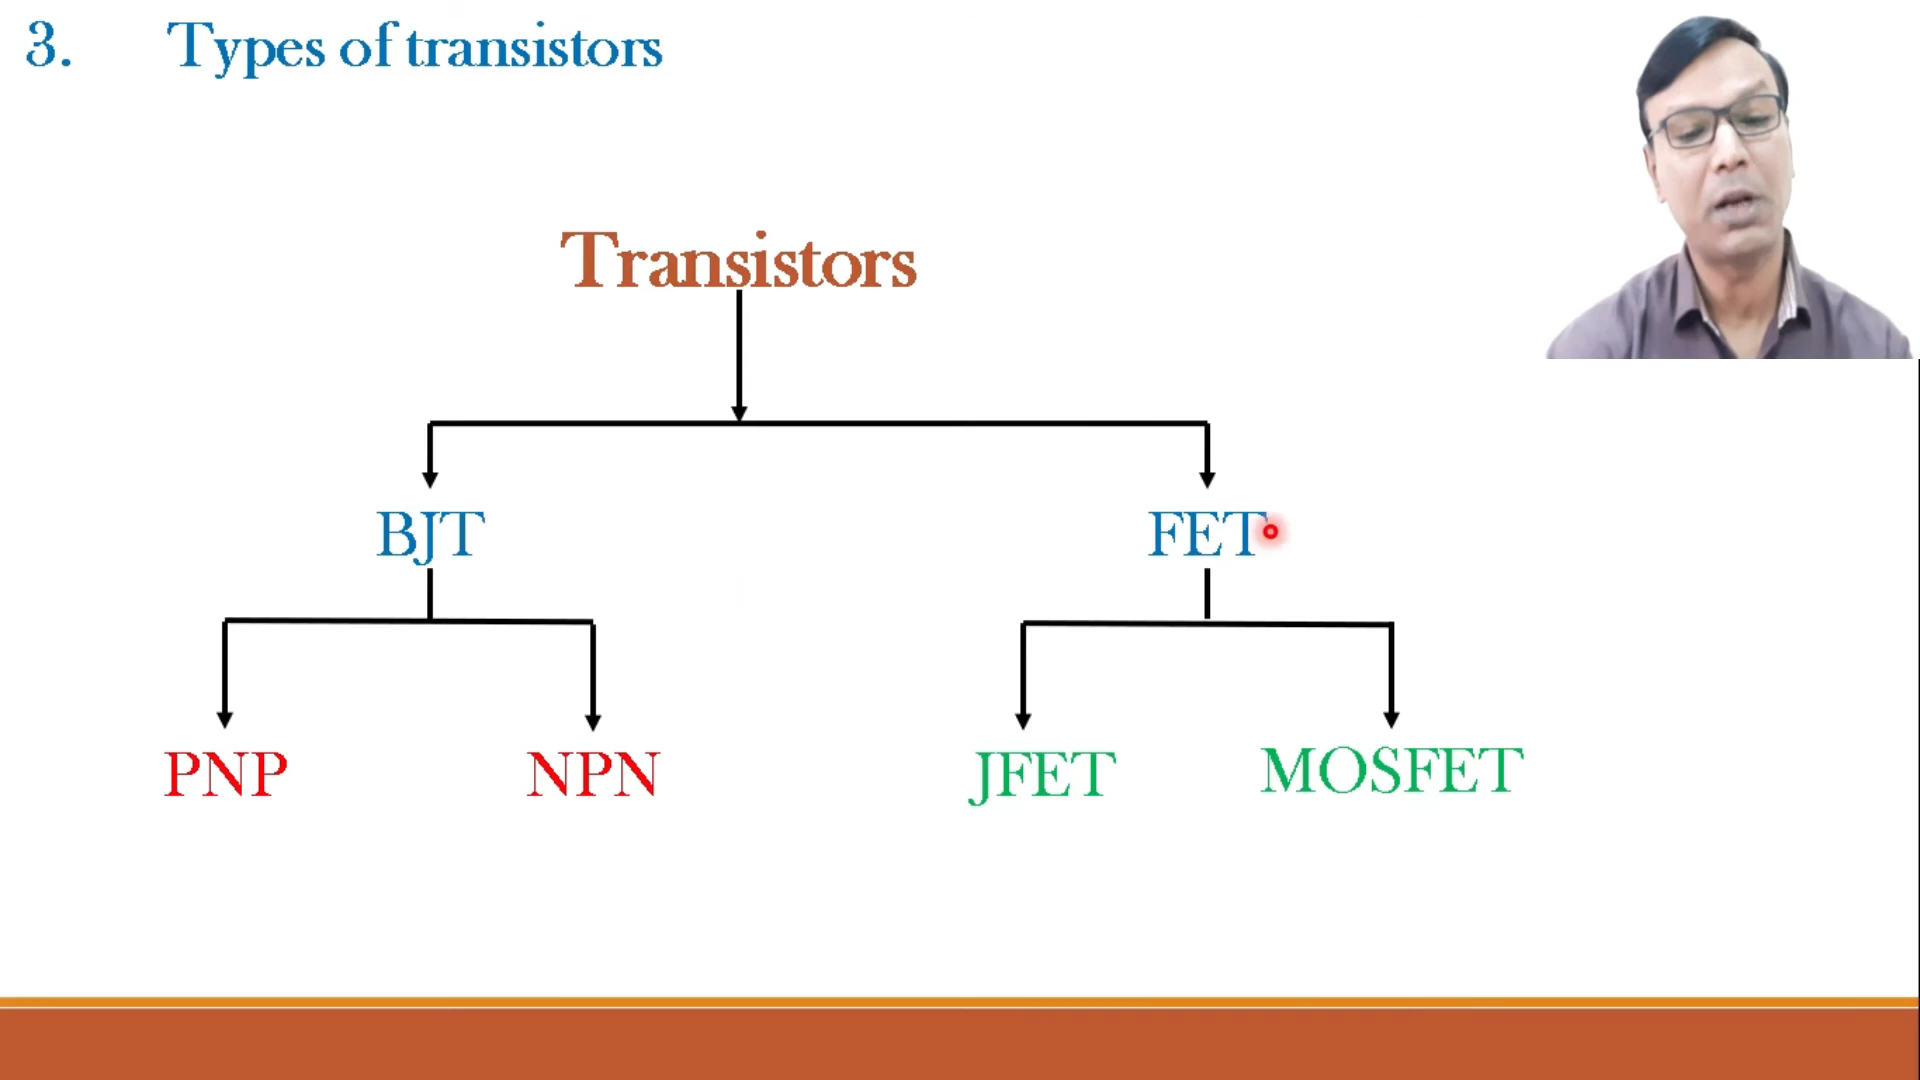 3. Types of transistors
Transistors
BJT FET
PNP NPN JFET MOSFET